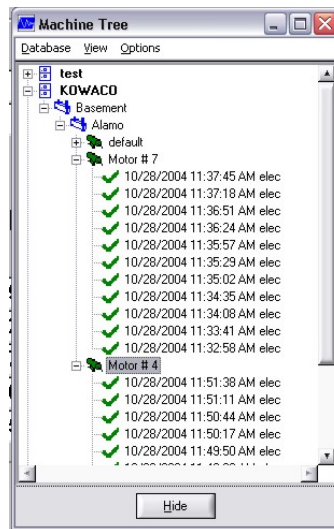 Machine Tree
Database View Options
test
KOWACO
Basement
Alamo
default
Motor # 7
10/28/2004 11:37:45 AM elec
10/28/2004 11:37:18 AM elec
10/28/2004 11:36:51 AM elec
10/28/2004 11:36:24 AM elec
10/28/2004 11:35:57 AM elec
10/28/2004 11:35:29 AM elec
10/28/2004 11:35:02 AM elec
10/28/2004 11:34:35 AM elec
10/28/2004 11:34:08 AM elec
10/28/2004 11:33:41 AM elec
10/28/2004 11:32:58 AM elec
Motor # 4
10/28/2004 11:51:38 AM elec
10/28/2004 11:51:11 AM elec
10/28/2004 11:50:44 AM elec
10/28/2004 11:50:17 AM elec
10/28/2004 11:49:50 AM elec
Hide